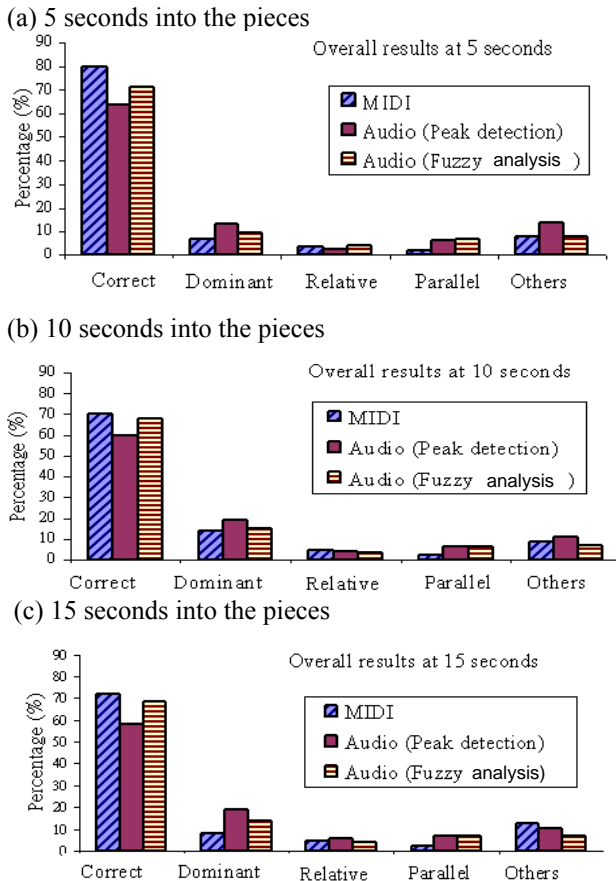 (a) 5 seconds into the pieces
Overall results at 5 seconds
Percentage (%)
90
80
70
60
50
40
30
20
10
0
MIDI
Audio (Peak detection)
Audio (Fuzzy analysis )
Correct Dominant Relative Parallel Others
(b) 10 seconds into the pieces
Overall results at 10 seconds
Percentage (%)
90
80
70
60
50
40
30
20
10
0
MIDI
Audio (Peak detection)
Audio (Fuzzy analysis )
Correct Dominant Relative Parallel Others
(c) 15 seconds into the pieces
Overall results at 15 seconds
Percentage (%)
90
80
70
60
50
40
30
20
10
0
MIDI
Audio (Peak detection)
Audio (Fuzzy analysis)
Correct Dominant Relative Parallel Others